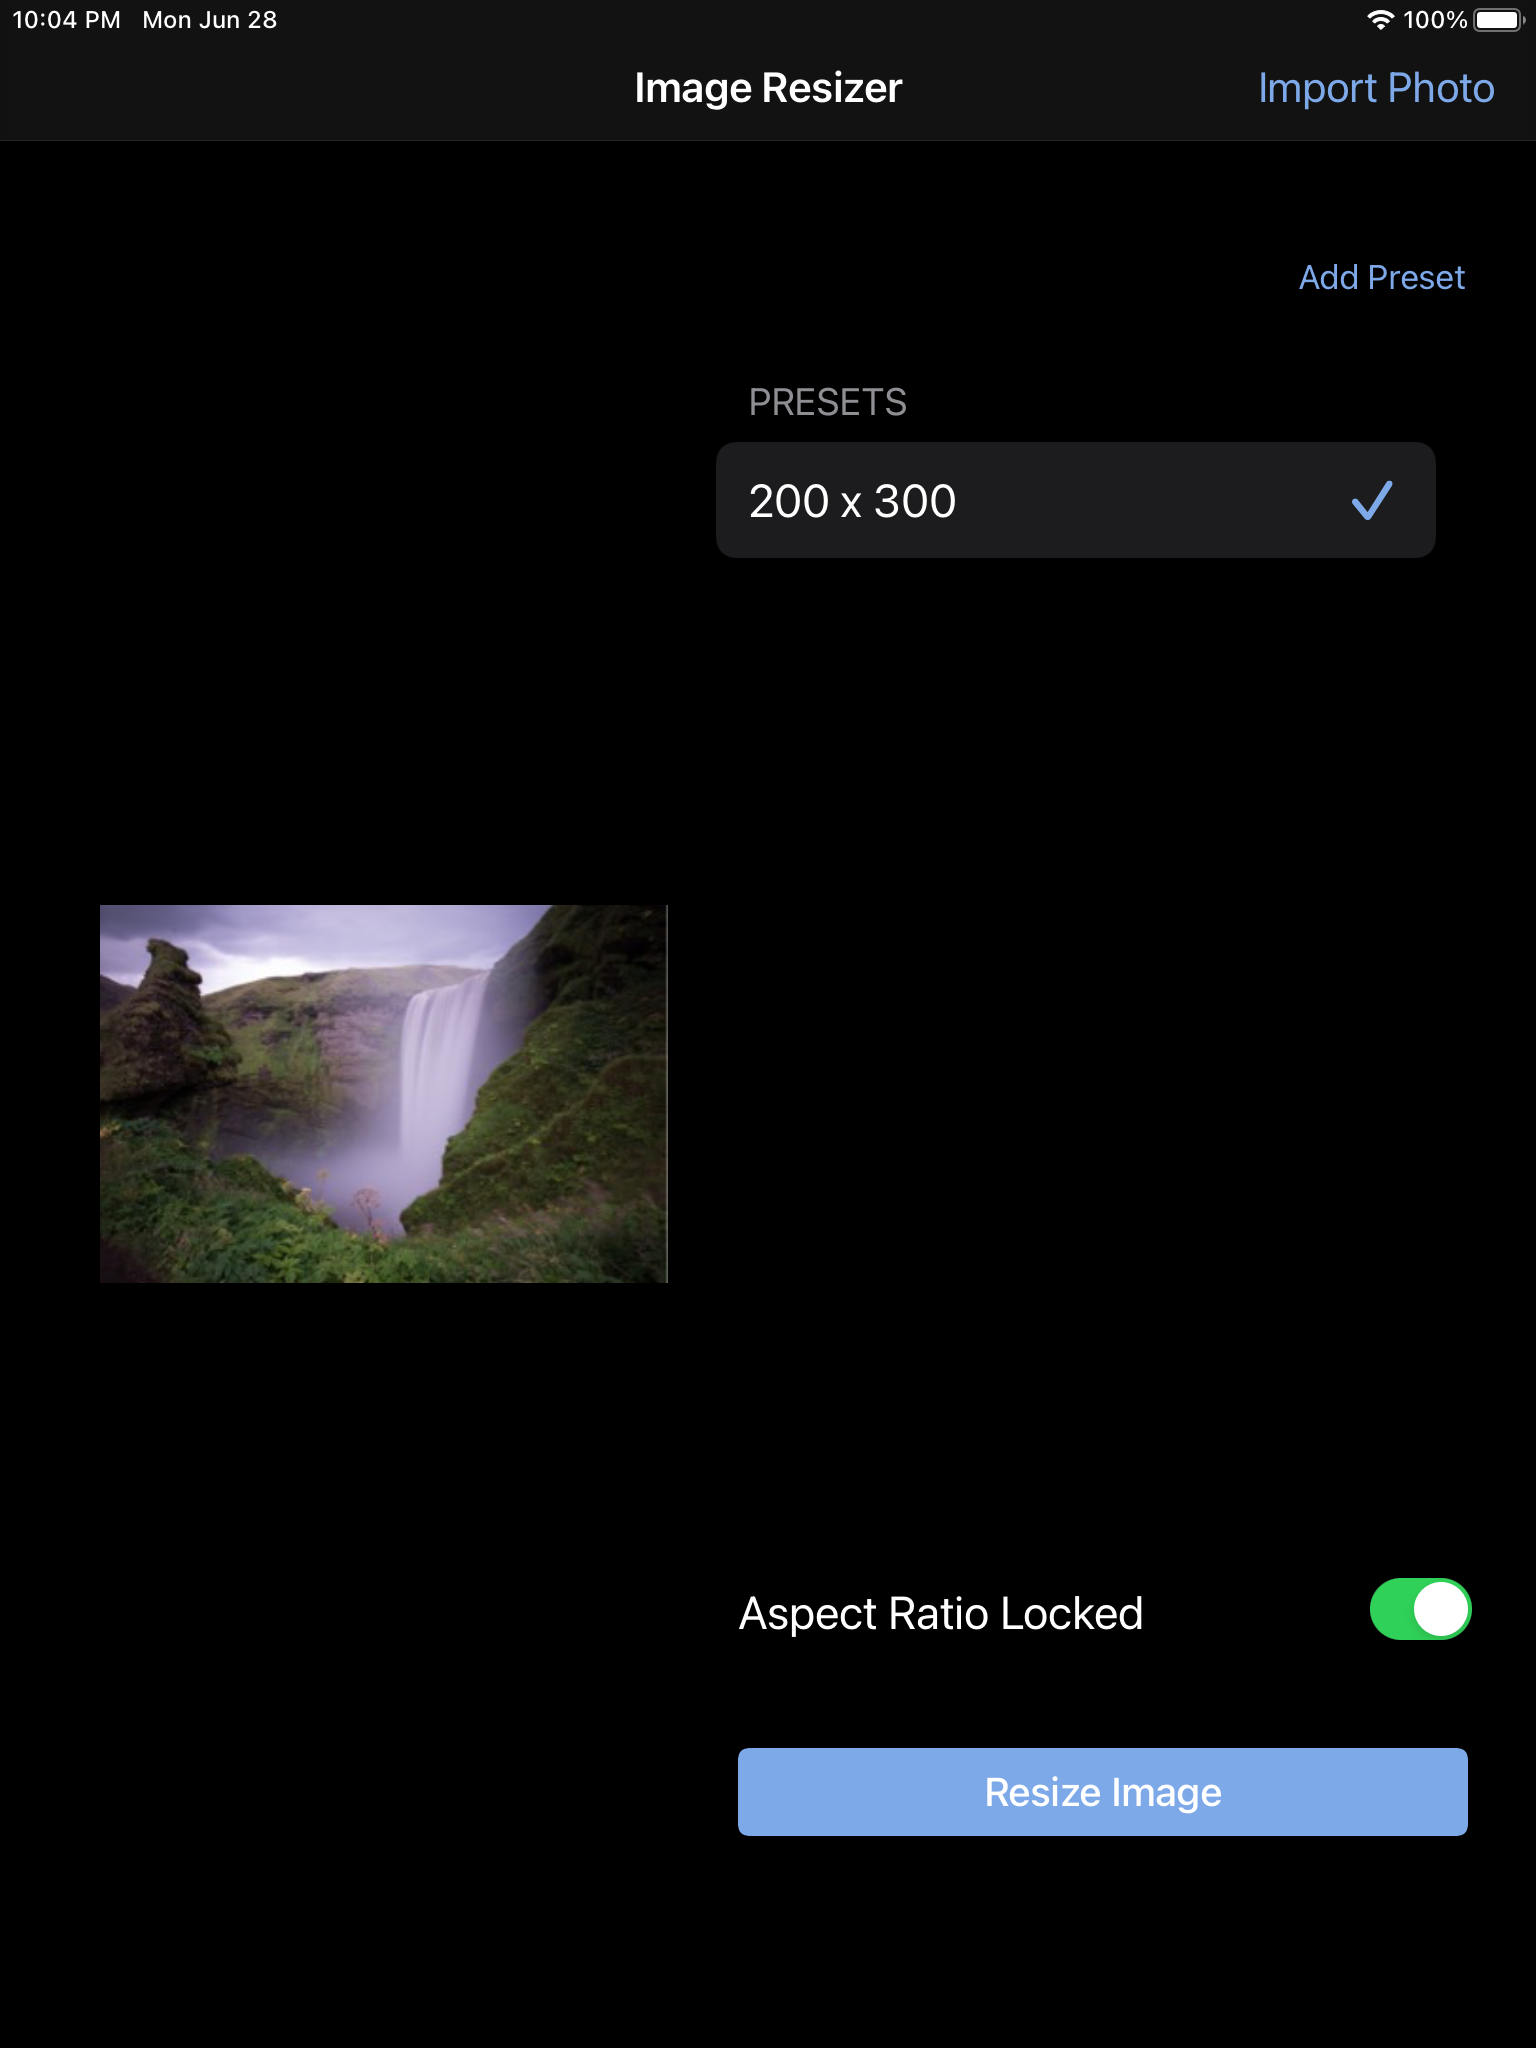 10:04 PM Mon Jun 28 100%
Image Resizer
Import Photo
Add Preset
PRESETS
200 x 300
Aspect Ratio Locked
Resize Image